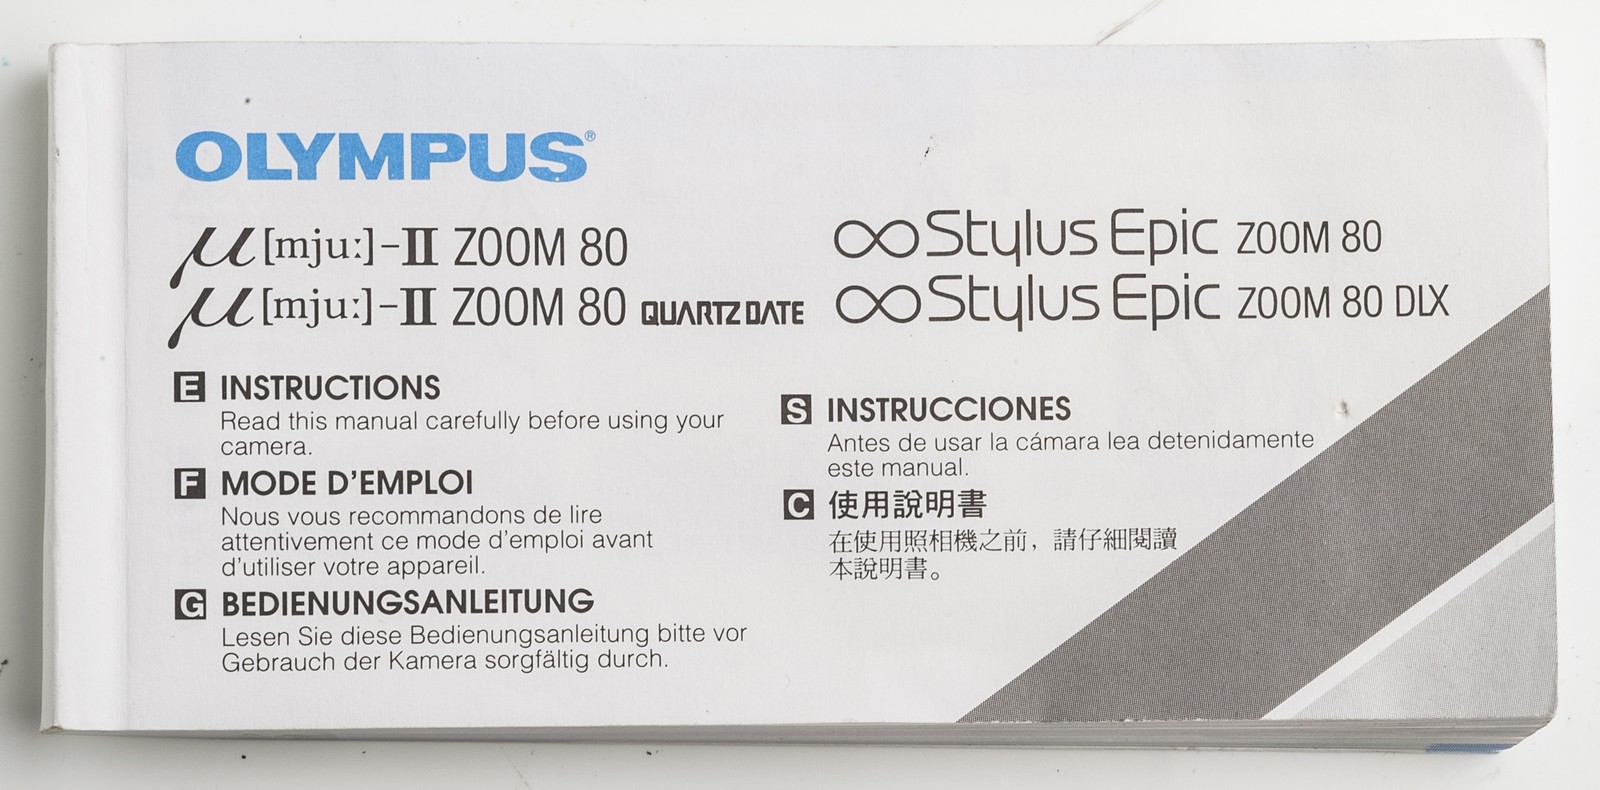 OLYMPUS®
μ[mju:]-II ZOOM 80
μ[mju:]-II ZOOM 80 QUARTZ DATE
∞Stylus Epic ZOOM 80
∞Stylus Epic ZOOM 80 DLX
E INSTRUCTIONS
Read this manual carefully before using your
camera.
F MODE D'EMPLOI
Nous vous recommandons de lire
attentivement ce mode d'emploi avant
d'utiliser votre appareil.
G BEDIENUNGSANLEITUNG
Lesen Sie diese Bedienungsanleitung bitte vor
Gebrauch der Kamera sorgfältig durch.
S INSTRUCCIONES
Antes de usar la cámara lea detenidamente
este manual.
C 使用說明書
在使用照相機之前，請仔細閱讀
本說明書。